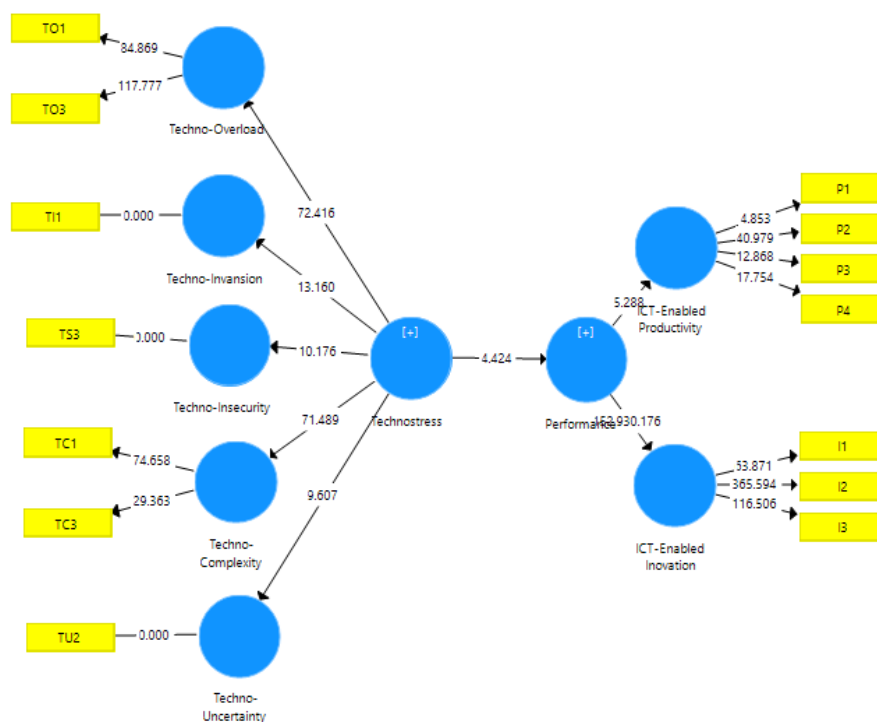 TO1
84.869
117.777
TO3
Techno-Overload
P1
4.853
TI1
0.000
72.416
P2
40.979
12.868
P3
17.754
Techno-Invansion
13.160
5.288
P4
ICT-Enabled
Productivity
TS3
0.000
[+]
[+]
10.176
4.424
Techno-Insecurity
Technostress
Performance
930.176
71.489
TC1
74.658
I1
53.871
365.594
I2
116.506
I3
29.363
TC3
9.607
Techno-
Complexity
ICT-Enabled
Inovation
TU2
0.000
Techno-
Uncertainty